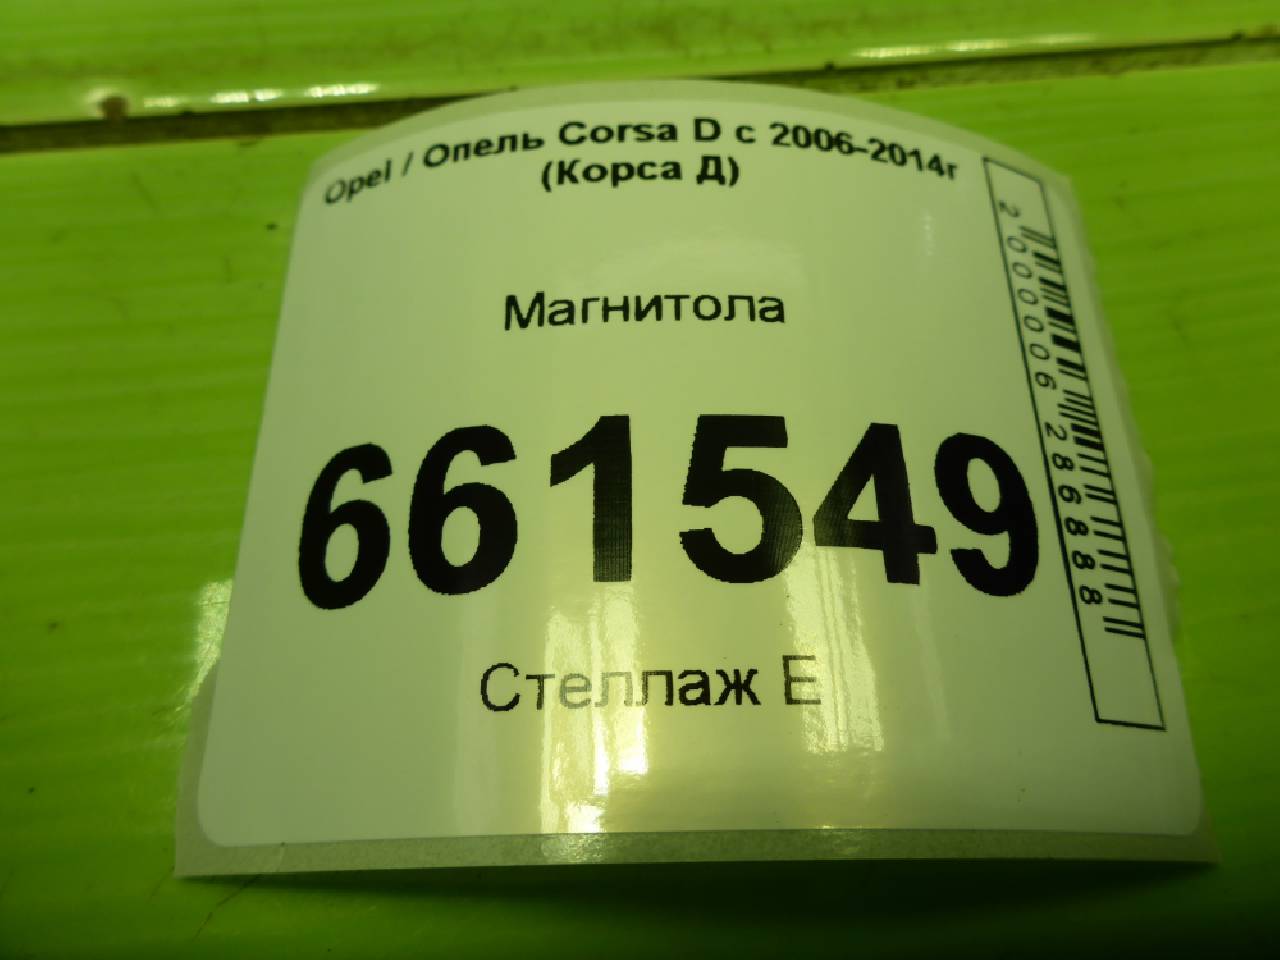 Opel / Опель Corsa D с 2006-2014г
(Корса Д)
Магнитола
661549
Стеллаж Е
2000006286888